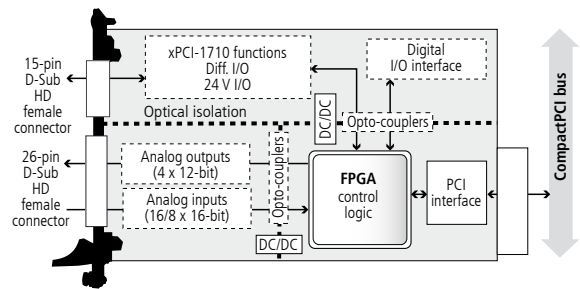 15-pin
D-Sub
HD
female
connector
xPCI-1710 functions
Diff. I/O
24 V I/O
Digital
I/O interface
Optical isolation
DC/DC
Opto-couplers
26-pin
D-Sub
HD
female
connector
Analog outputs
(4 x 12-bit)
Analog inputs
(16/8 x 16-bit)
Opto-couplers
DC/DC
FPGA
control
logic
PCI
interface
CompactPCI bus